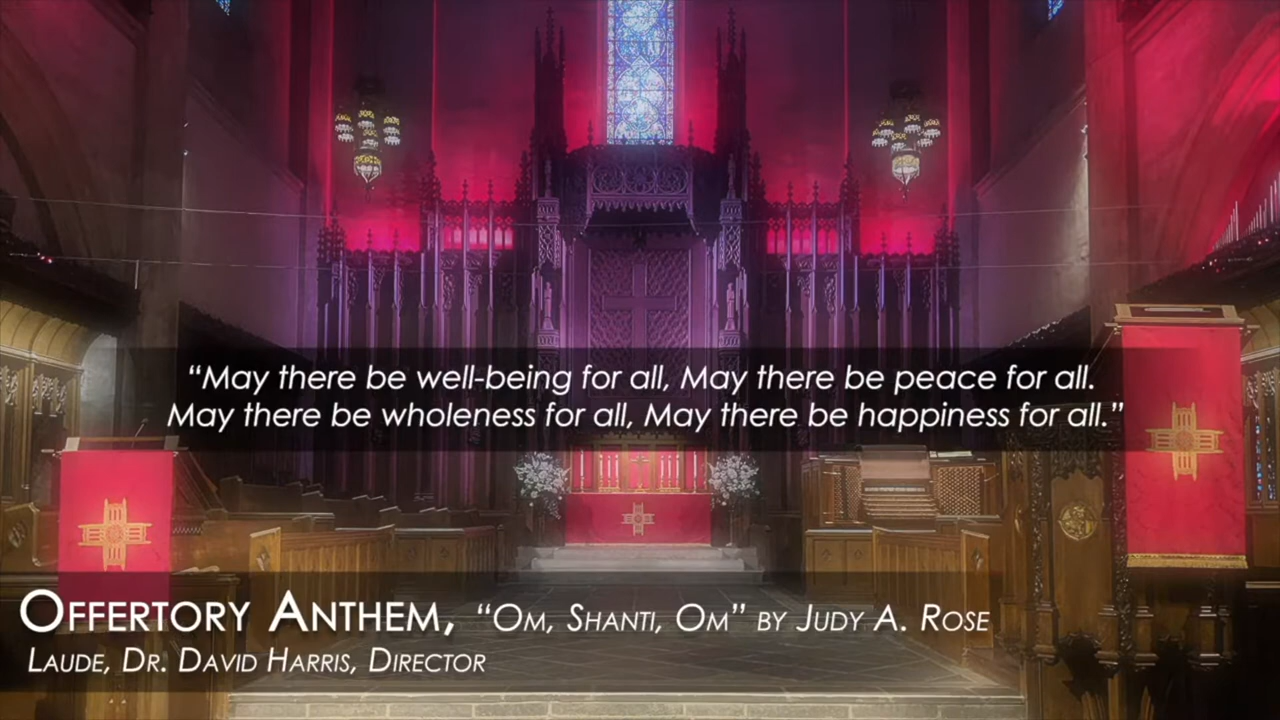 “May there be well-being for all, May there be peace for all.
May there be wholeness for all, May there be happiness for all.”
Offertory Anthem, “Om, Shanti, Om” by Judy A. Rose
Laude, Dr. David Harris, Director